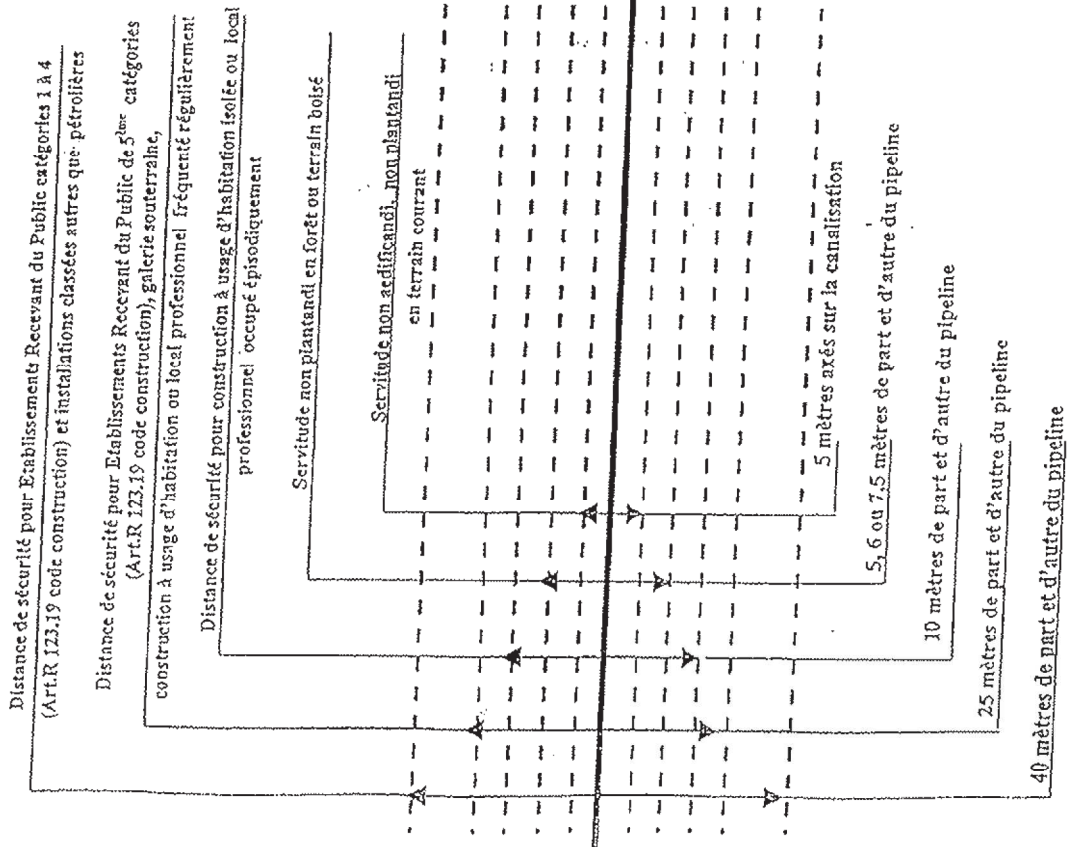 Distance de sécurité pour Etablissements Recevant du Public catégories 1 à 4
(Art.R 123.19 code construction) et installations classées autres que pétrolières
Distance de sécurité pour Etablissements Recevant du Public de 5ème catégories
(Art.R 123.19 code construction), galerie souterraine,
construction à usage d'habitation ou local professionnel fréquenté régulièrement
Distance de sécurité pour construction à usage d'habitation isolée ou local
professionnel occupé épisodiquement
Servitude non plantandi en forêt ou terrain boisé
Servitude non aedificandi, non plantandi
en terrain courant
5 mètres axés sur la canalisation
5, 6 ou 7,5 mètres de part et d'autre du pipeline
10 mètres de part et d'autre du pipeline
25 mètres de part et d'autre du pipeline
40 mètres de part et d'autre du pipeline